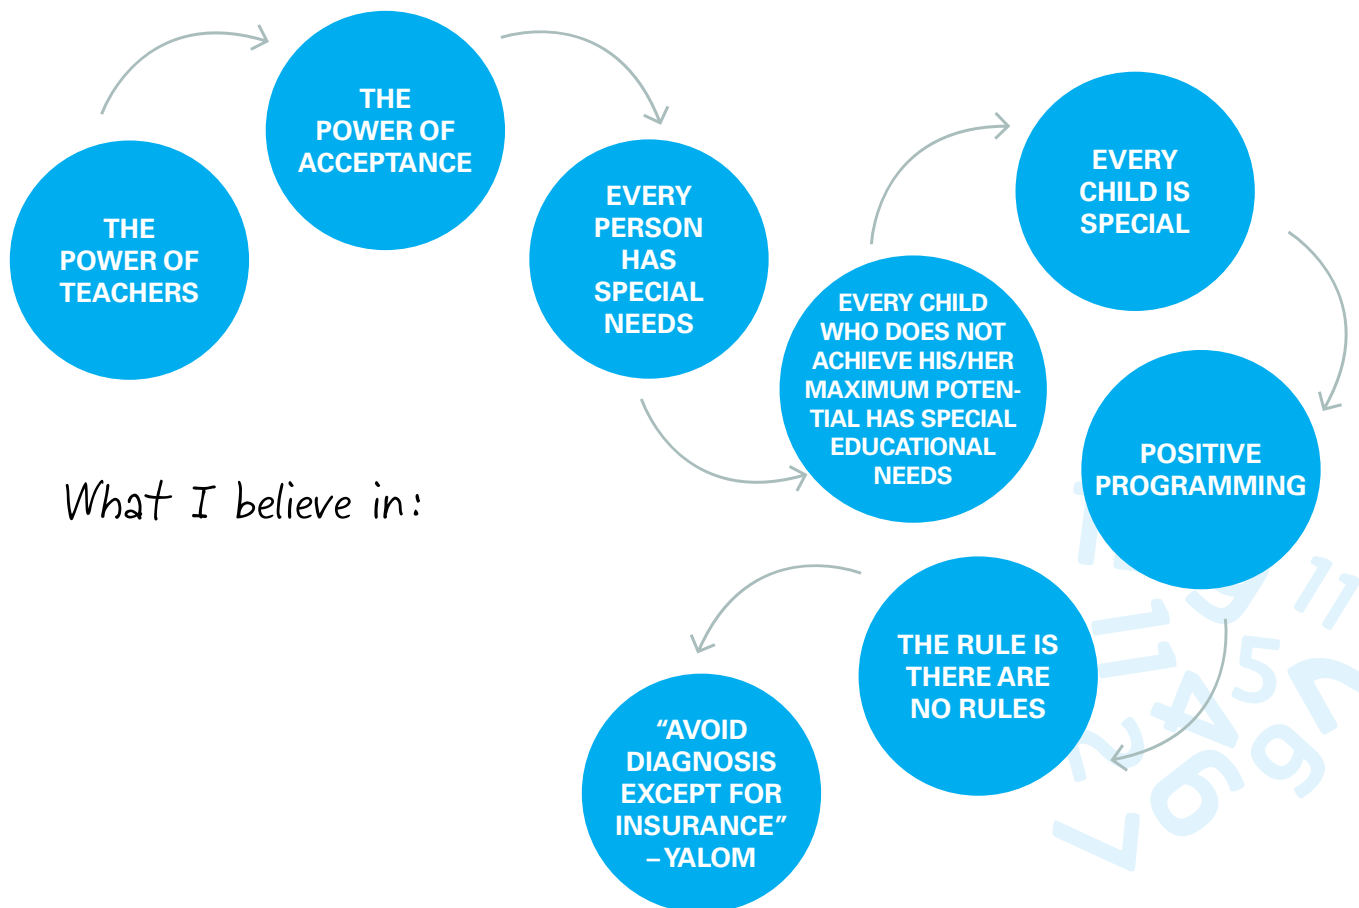 THE
POWER OF
TEACHERS
THE
POWER OF
ACCEPTANCE
EVERY
PERSON
HAS
SPECIAL
NEEDS
EVERY CHILD
WHO DOES NOT
ACHIEVE HIS/HER
MAXIMUM POTEN-
TIAL HAS SPECIAL
EDUCATIONAL
NEEDS
EVERY
CHILD IS
SPECIAL
POSITIVE
PROGRAMMING
THE RULE IS
THERE ARE
NO RULES
“AVOID
DIAGNOSIS
EXCEPT FOR
INSURANCE”
– YALOM
What I believe in: